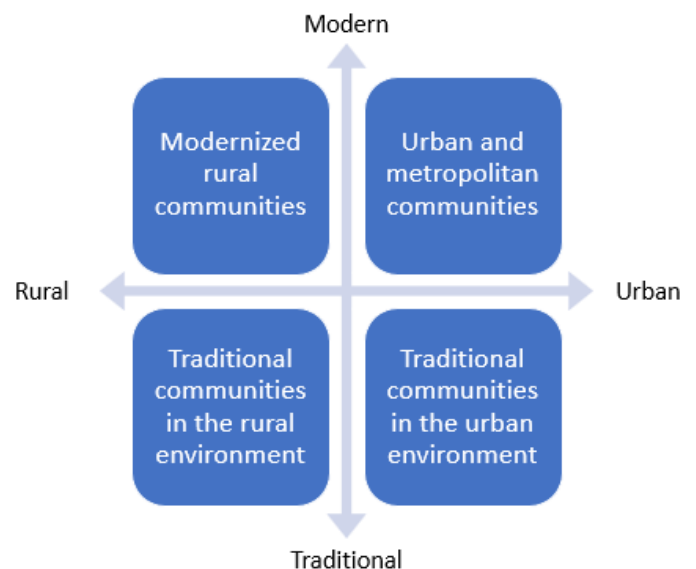 Modern
Modernized
rural
communities
Urban and
metropolitan
communities
Rural
Urban
Traditional
communities
in the rural
environment
Traditional
communities
in the urban
environment
Traditional